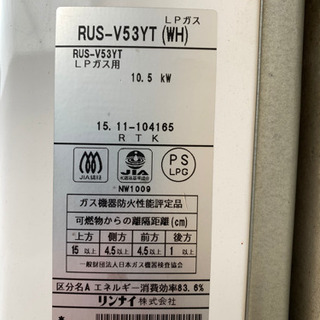 LPガス
RUS-V53YT(WH)
RUS-V53YT
LPガス用
10.5 kW
15.11-104165
RTK
JIA
PS
LPG
NW1009
ガス機器防火性能評定品
可燃物からの離隔距離(cm)
上方 側方 前方 後方
15以上 4.5以上 4.5以上 1以上
一般財団法人日本ガス機器検査協会
区分名A エネルギー消費効率83.6%
リンナイ株式会社